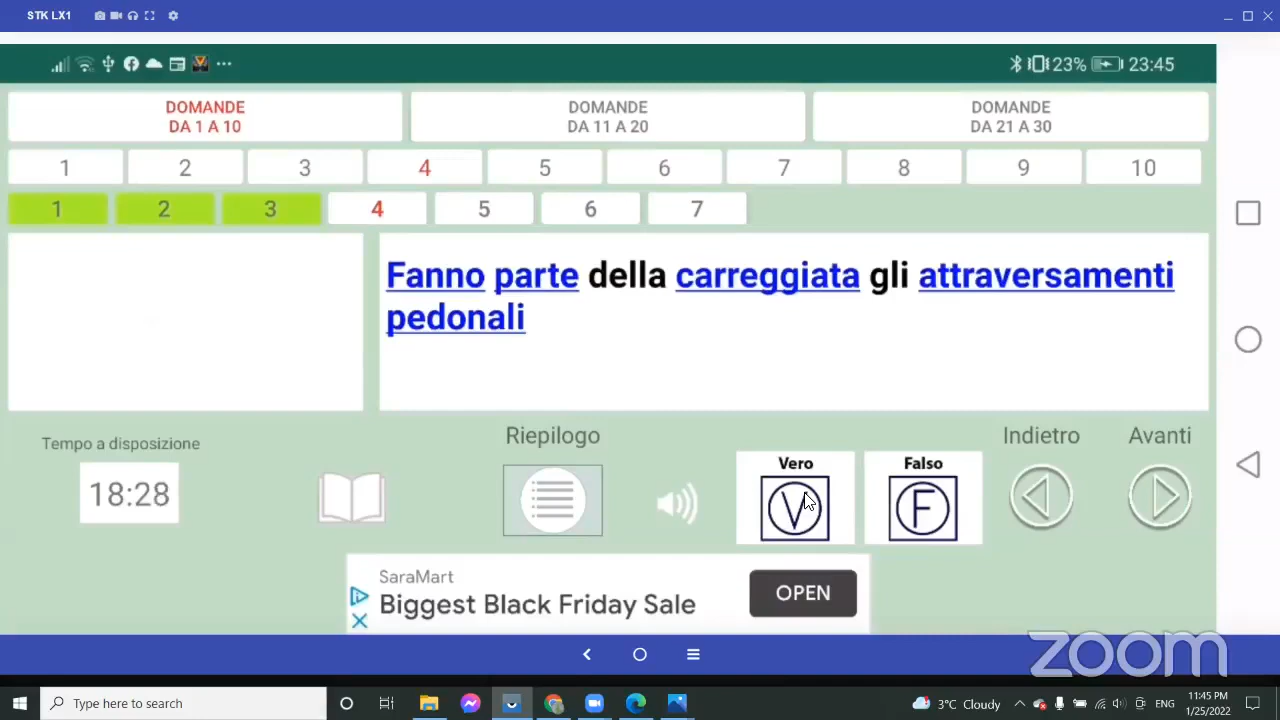 STK LX1
23% 23:45
DOMANDE
DA 1 A 10
DOMANDE
DA 11 A 20
DOMANDE
DA 21 A 30
1 2 3 4 5 6 7 8 9 10
1 2 3 4 5 6 7
Fanno parte della carreggiata gli attraversamenti
pedonali
Tempo a disposizione
18:28
Riepilogo
Vero
V
Falso
F
Indietro
Avanti
SaraMart
Biggest Black Friday Sale
OPEN
zoom
Type here to search
3°C Cloudy
ENG
11:45 PM
1/25/2022